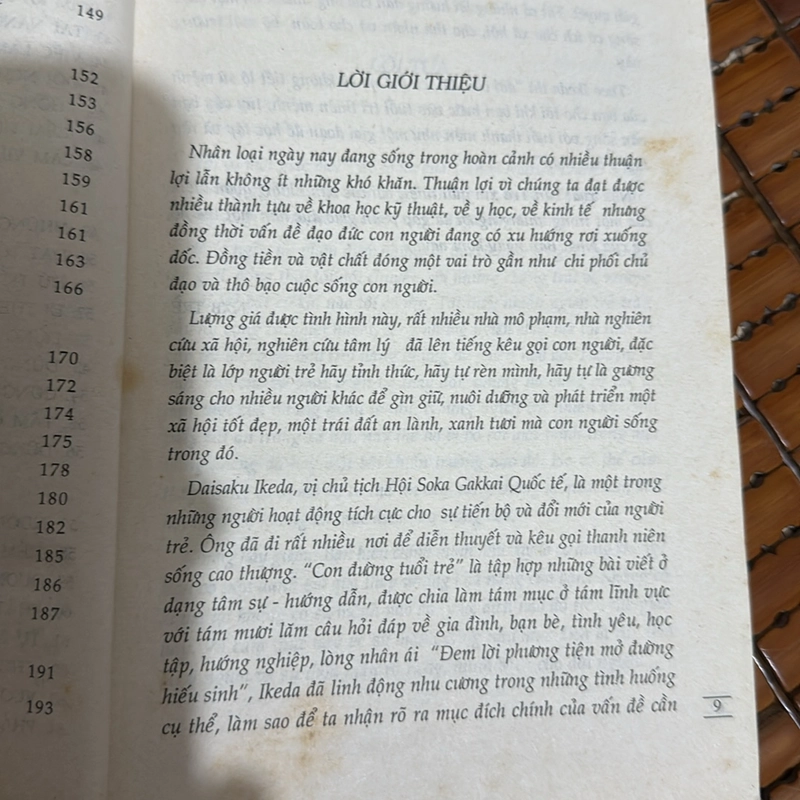 149
152
153
156
158
159
161
161
163
166
170
172
174
175
178
180
182
185
186
187
191
193
LỜI GIỚI THIỆU
Nhân loại ngày nay đang sống trong hoàn cảnh có nhiều thuận
lợi lẫn không ít những khó khăn. Thuận lợi vì chúng ta đạt được
nhiều thành tựu về khoa học kỹ thuật, về y học, về kinh tế nhưng
đồng thời vấn đề đạo đức con người đang có xu hướng rơi xuống
dốc. Đồng tiền và vật chất đóng một vai trò gần như chi phối chủ
đạo và thô bạo cuộc sống con người.
Lượng giá được tình hình này, rất nhiều nhà mô phạm, nhà nghiên
cứu xã hội, nghiên cứu tâm lý đã lên tiếng kêu gọi con người, đặc
biệt là lớp người trẻ hãy tỉnh thức, hãy tự rèn mình, hãy tự là gương
sáng cho nhiều người khác để gìn giữ, nuôi dưỡng và phát triển một
xã hội tốt đẹp, một trái đất an lành, xanh tươi mà con người sống
trong đó.
Daisaku Ikeda, vị chủ tịch Hội Soka Gakkai Quốc tế, là một trong
những người hoạt động tích cực cho sự tiến bộ và đổi mới của người
trẻ. Ông đã đi rất nhiều nơi để diễn thuyết và kêu gọi thanh niên
sống cao thượng. "Con đường tuổi trẻ" là tập hợp những bài viết ở
dạng tâm sự - hướng dẫn, được chia làm tám mục ở tám lĩnh vực
với tám mươi lăm câu hỏi đáp về gia đình, bạn bè, tình yêu, học
tập, hướng nghiệp, lòng nhân ái "Đem lời phương tiện mở đường
hiếu sinh", Ikeda đã linh động nhu cương trong những tình huống
cụ thể, làm sao để ta nhận rõ ra mục đích chính của vấn đề cần
9